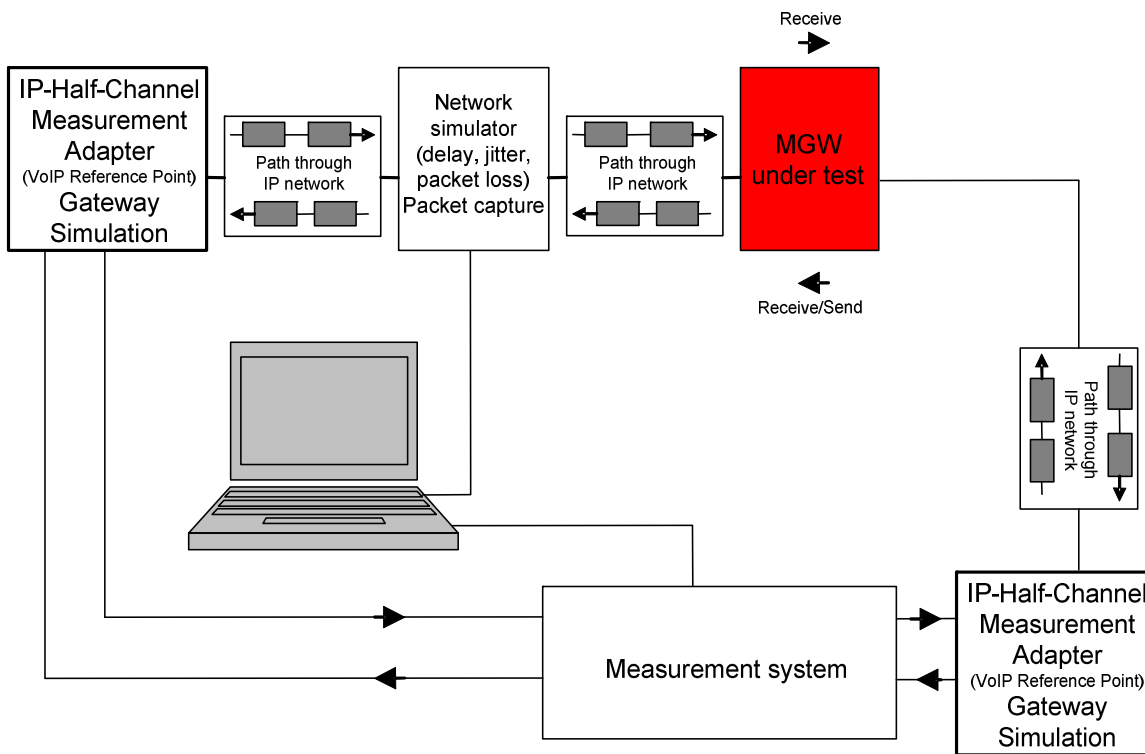 Receive
IP-Half-Channel
Measurement
Adapter
(VoIP Reference Point)
Gateway
Simulation
Path through
IP network
Network
simulator
(delay, jitter,
packet loss)
Packet capture
Path through
IP network
MGW
under test
Receive/Send
Path through
IP network
Measurement system
IP-Half-Channel
Measurement
Adapter
(VoIP Reference Point)
Gateway
Simulation